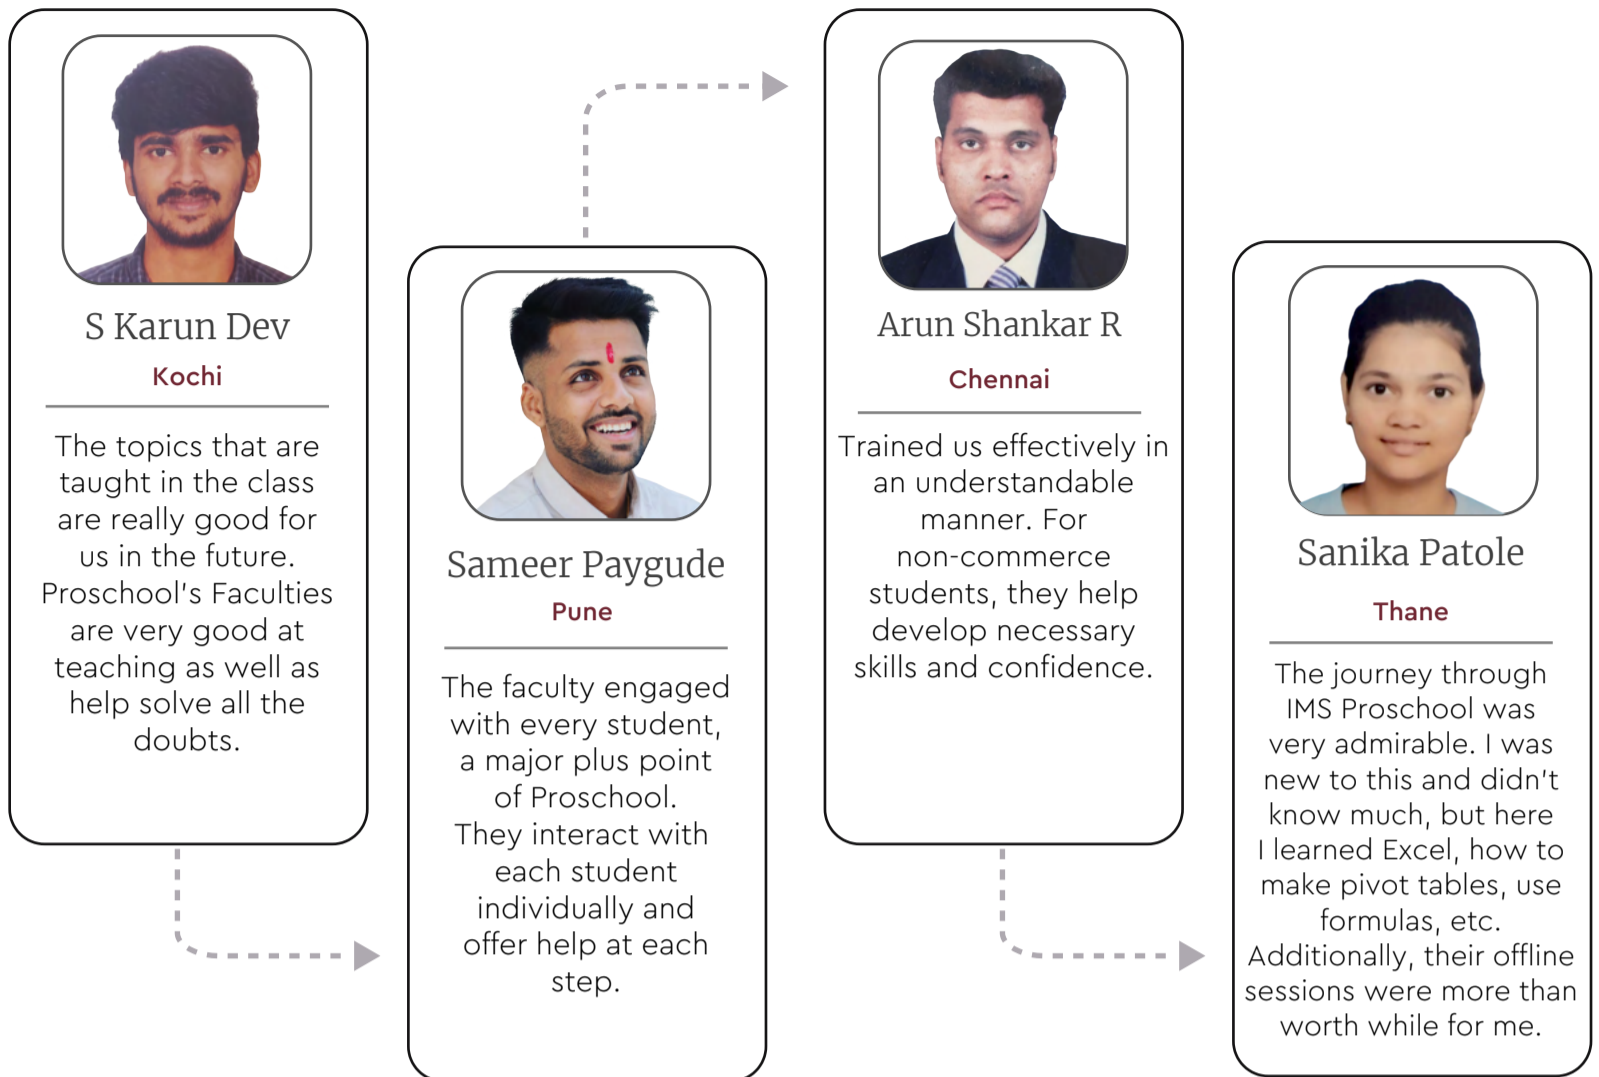 S Karun Dev
Kochi
The topics that are
taught in the class
are really good for
us in the future.
Proschool's Faculties
are very good at
teaching as well as
help solve all the
doubts.
Sameer Paygude
Pune
The faculty engaged
with every student,
a major plus point
of Proschool.
They interact with
each student
individually and
offer help at each
step.
Arun Shankar R
Chennai
Trained us effectively in
an understandable
manner. For
non-commerce
students, they help
develop necessary
skills and confidence.
Sanika Patole
Thane
The journey through
IMS Proschool was
very admirable. I was
new to this and didn't
know much, but here
I learned Excel, how to
make pivot tables, use
formulas, etc.
Additionally, their offline
sessions were more than
worth while for me.